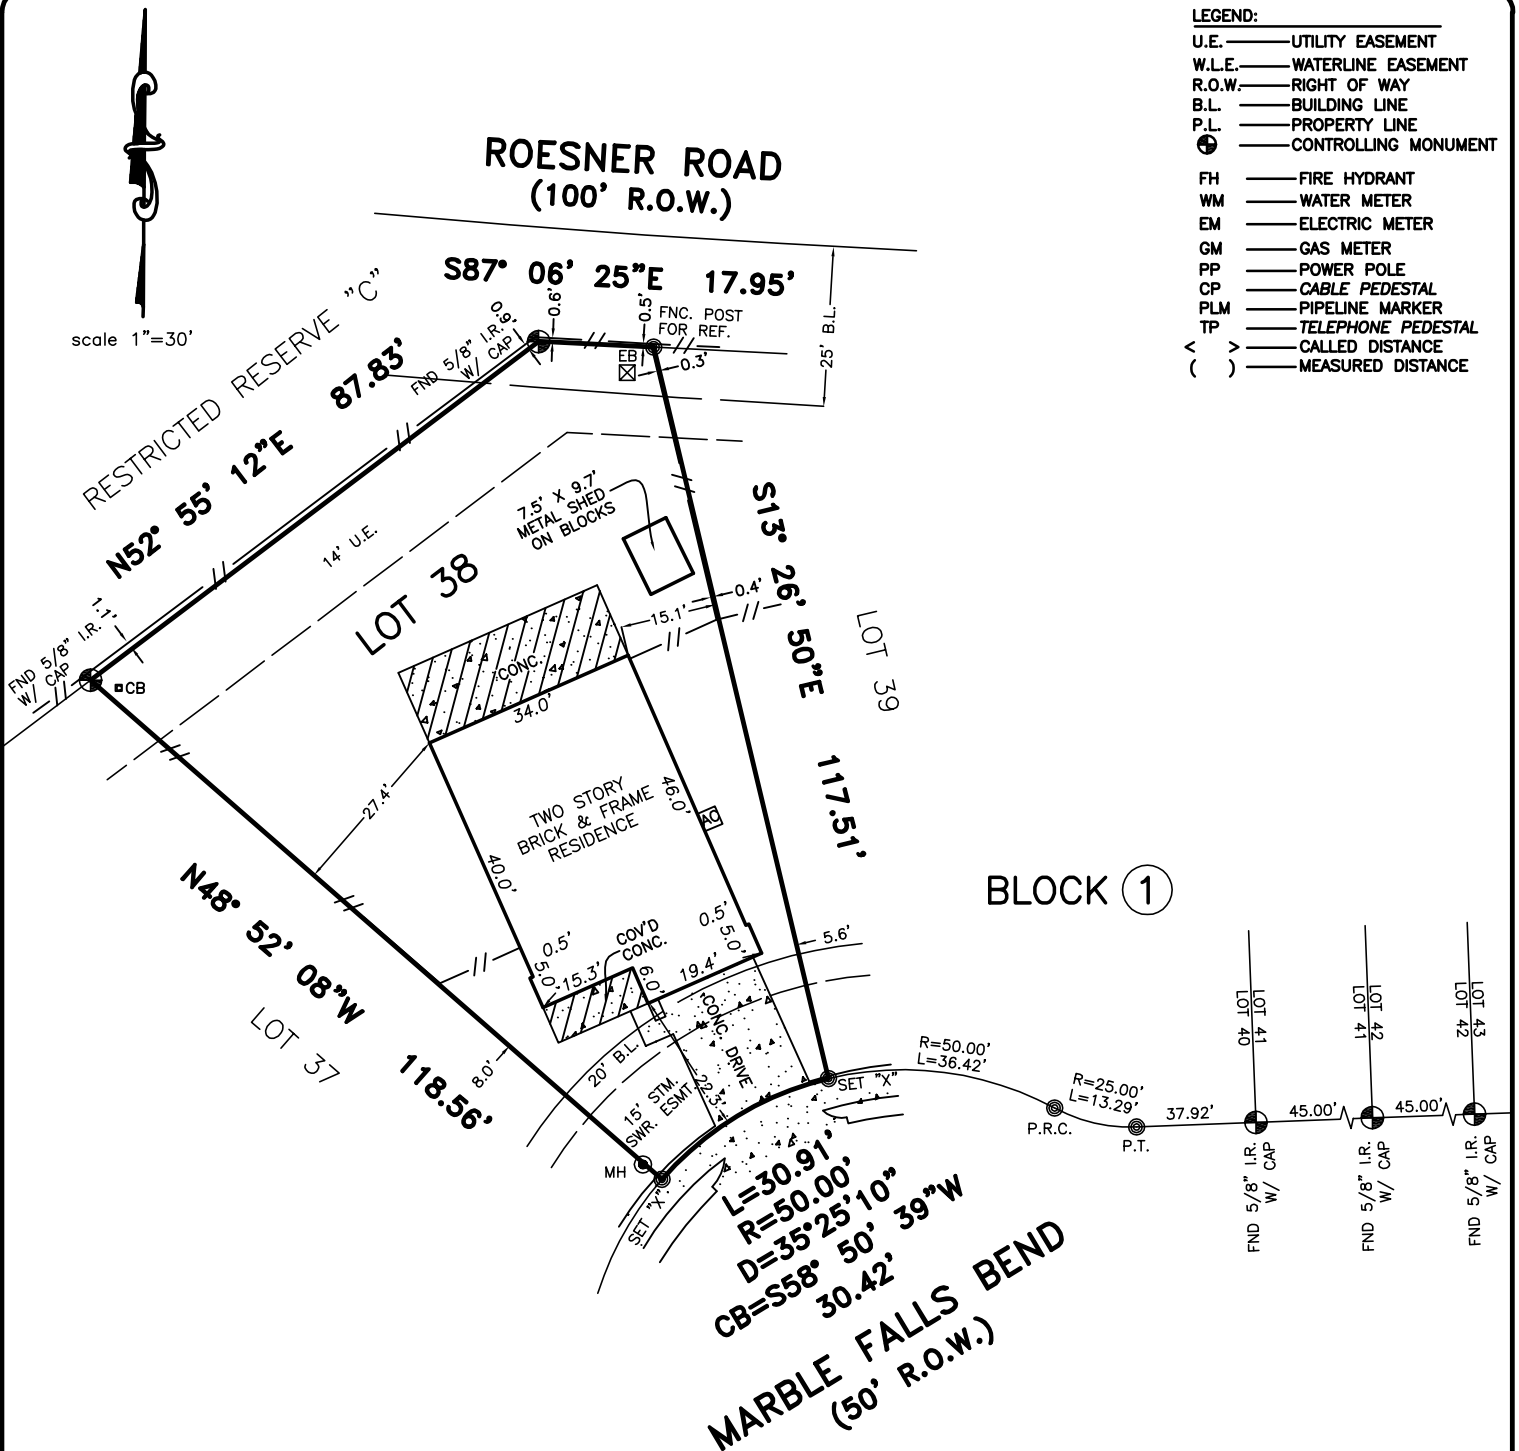 LEGEND:
U.E. UTILITY EASEMENT
W.L.E. WATERLINE EASEMENT
R.O.W. RIGHT OF WAY
B.L. BUILDING LINE
P.L. PROPERTY LINE
CONTROLLING MONUMENT
FH FIRE HYDRANT
WM WATER METER
EM ELECTRIC METER
GM GAS METER
PP POWER POLE
CP CABLE PEDESTAL
PLM PIPELINE MARKER
TP TELEPHONE PEDESTAL
< > CALLED DISTANCE
( ) MEASURED DISTANCE
scale 1"=30'
ROESNER ROAD
(100' R.O.W.)
S87° 06' 25"E 17.95'
0.6'
0.5'
FNC. POST
FOR REF.
25' B.L.
0.9'
FND 5/8" I.R.
W/ CAP
EB
0.3'
RESTRICTED RESERVE "C"
N52° 55' 12"E 87.83'
14' U.E.
1.1'
FND 5/8" I.R.
W/ CAP
CB
LOT 38
7.5' X 9.7'
METAL SHED
ON BLOCKS
S13° 26' 50"E 117.51'
0.4'
15.1'
LOT 39
CONC.
34.0'
27.4'
TWO STORY
BRICK & FRAME
RESIDENCE
46.0'
AC
40.0'
N48° 52' 08"W 118.56'
LOT 37
0.5'
5.0'
15.3'
COV'D
CONC.
6.0'
19.4'
0.5'
5.0'
5.6'
8.0'
20' B.L.
15' STM.
SWR. ESMT.
22.3'
CONC. DRIVE
MH
SET "X"
SET "X"
BLOCK 1
R=50.00'
L=36.42'
R=25.00'
L=13.29'
P.R.C.
P.T.
37.92'
45.00'
45.00'
LOT 40
LOT 41
LOT 41
LOT 42
LOT 42
LOT 43
FND 5/8" I.R.
W/ CAP
FND 5/8" I.R.
W/ CAP
FND 5/8" I.R.
W/ CAP
L=30.91'
R=50.00'
D=35°25'10"
CB=S58° 50' 39"W
30.42'
MARBLE FALLS BEND
(50' R.O.W.)